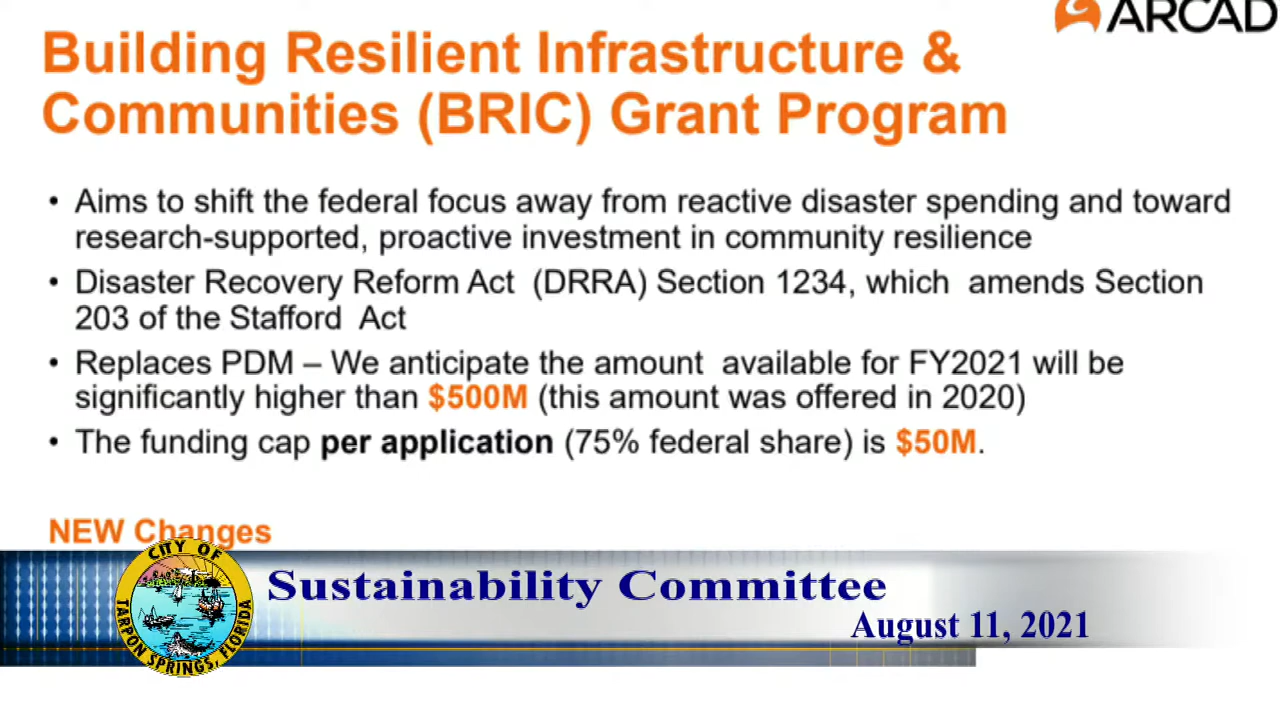 ARCAD
Building Resilient Infrastructure &
Communities (BRIC) Grant Program
• Aims to shift the federal focus away from reactive disaster spending and toward
research-supported, proactive investment in community resilience
• Disaster Recovery Reform Act (DRRA) Section 1234, which amends Section
203 of the Stafford Act
• Replaces PDM – We anticipate the amount available for FY2021 will be
significantly higher than $500M (this amount was offered in 2020)
• The funding cap per application (75% federal share) is $50M.
NEW Changes
CITY OF
TARPON SPRINGS, FLORIDA
Sustainability Committee
August 11, 2021